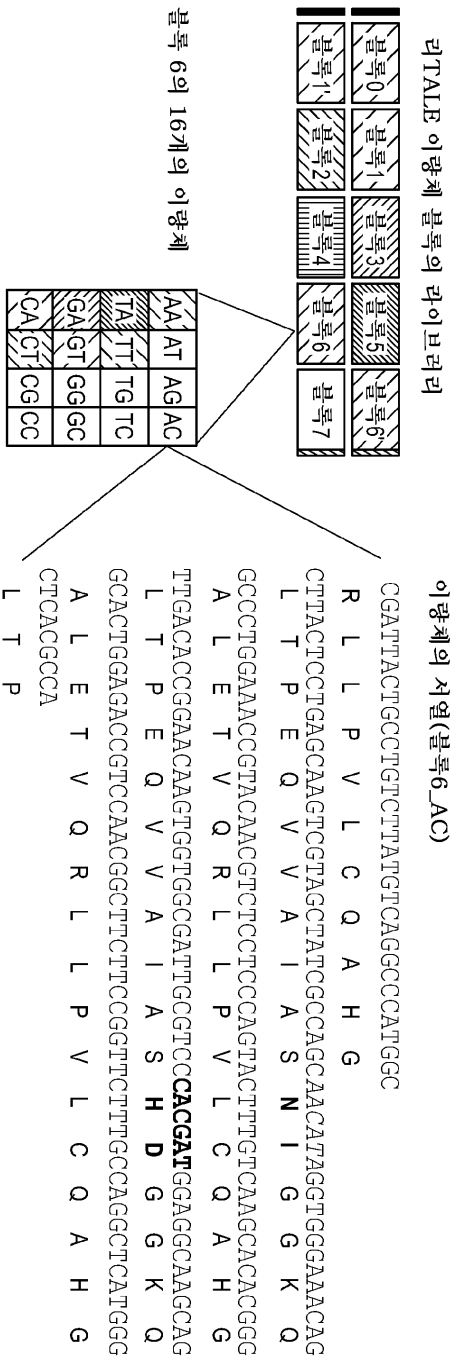 리TALE 이량체 블록의 라이브러리
블록0 블록1 블록3 블록5 블록6'
블록1' 블록2 블록4 블록6 블록7
블록 6의 16개의 이량체
AA AT AG AC
TA TT TG TC
GA GT GG GC
CA CT CG CC
이량체의 서열(블록6_AC)
CGATTACTGCCTGTCTTATGTCAGGCCCATGGC
R L L P V L C Q A H G
CTTACTCCTGAGCAAGTCGTAGCTATCGCCAGCAACATAGGTGGGAAACAG
L T P E Q V V A I A S N I G G K Q
GCCCTGGAAACCGTACAACGTCTCCTCCCAGTACTTTGTCAAGCACACGGG
A L E T V Q R L L P V L C Q A H G
TTGACACCGGAACAAGTGGTGGCGATTGCGTCCCACGATGGAGGCAAGCAG
L T P E Q V V A I A S H D G G K Q
GCACTGGAGACCGTCCAACGGCTTCTTCCGGTTCTTTGCCAGGCTCATGGG
A L E T V Q R L L P V L C Q A H G
CTCACGCCA
L T P